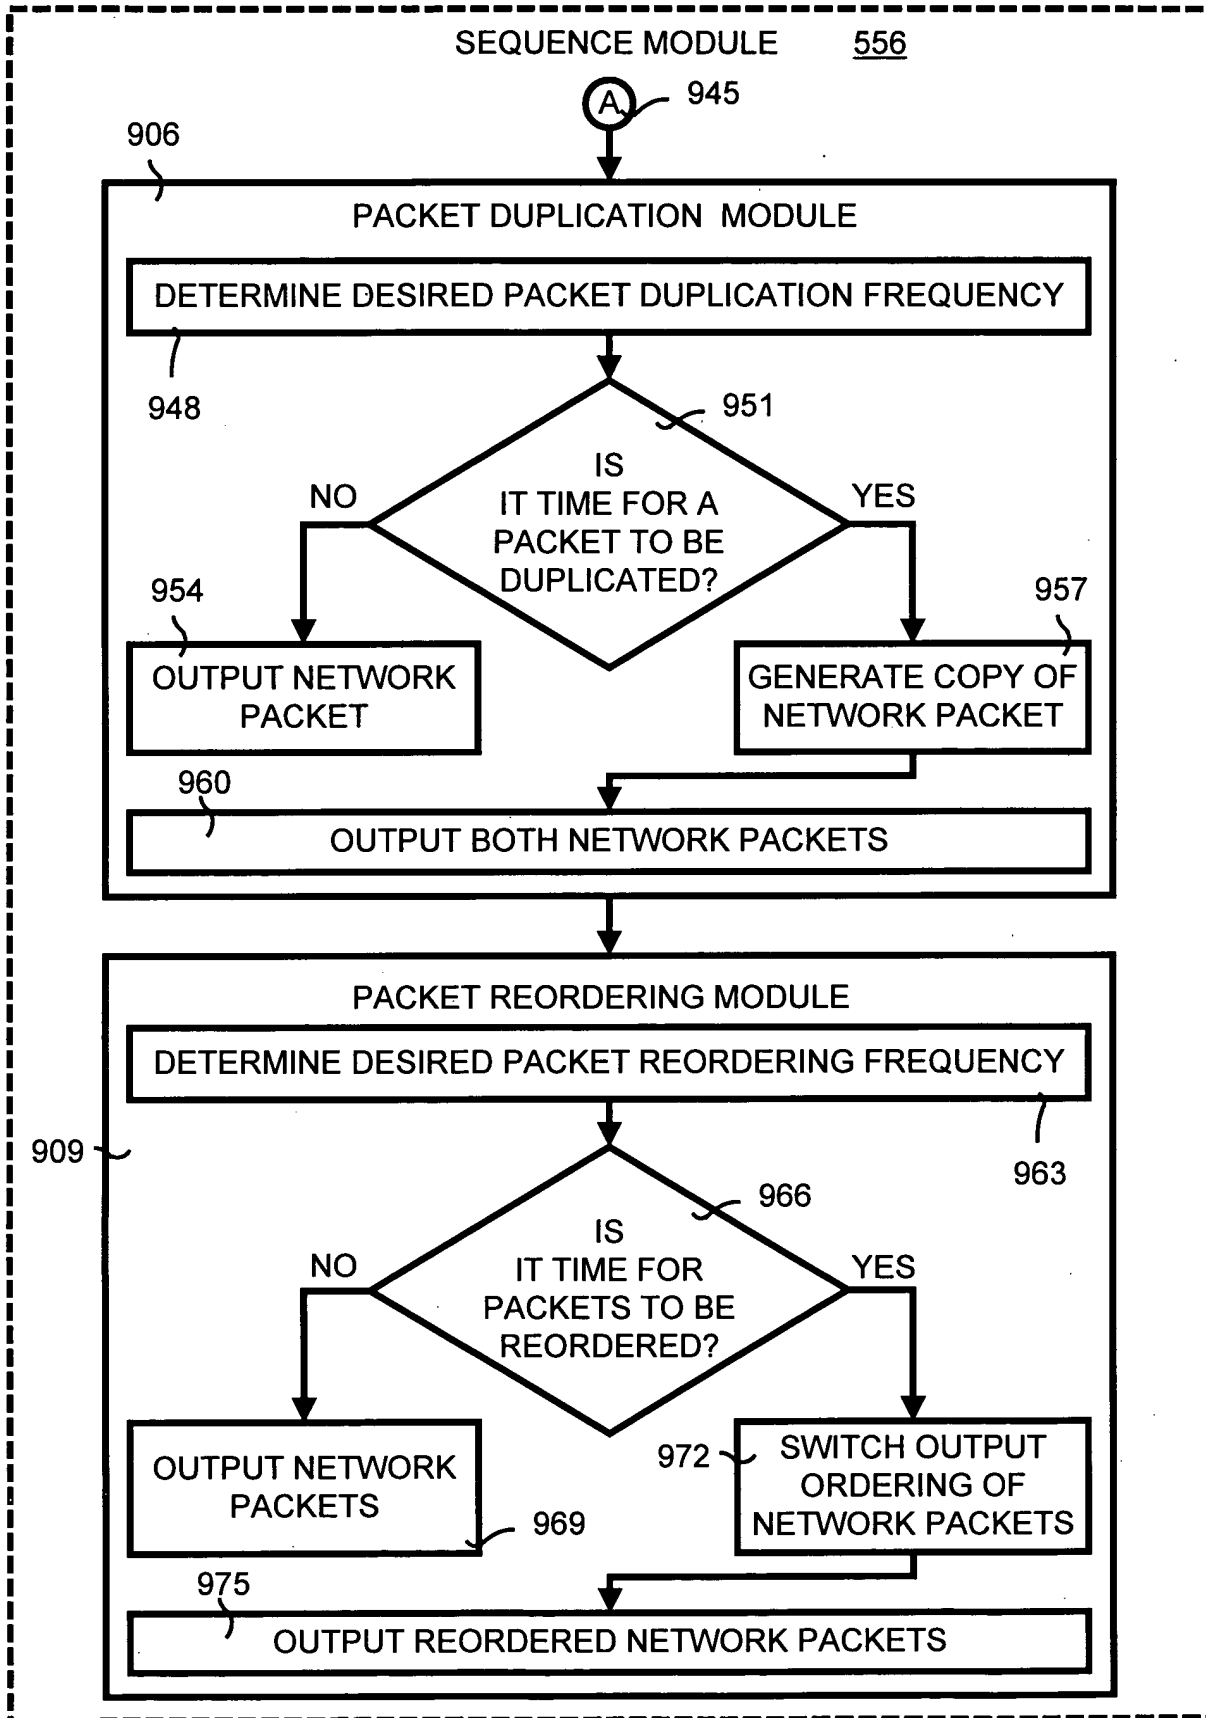 SEQUENCE MODULE 556
A 945
906
PACKET DUPLICATION MODULE
DETERMINE DESIRED PACKET DUPLICATION FREQUENCY
948
951
IS
IT TIME FOR A
PACKET TO BE
DUPLICATED?
NO
YES
954
957
OUTPUT NETWORK
PACKET
GENERATE COPY OF
NETWORK PACKET
960
OUTPUT BOTH NETWORK PACKETS
PACKET REORDERING MODULE
DETERMINE DESIRED PACKET REORDERING FREQUENCY
909
963
966
IS
IT TIME FOR
PACKETS TO BE
REORDERED?
NO
YES
OUTPUT NETWORK
PACKETS
969
972
SWITCH OUTPUT
ORDERING OF
NETWORK PACKETS
975
OUTPUT REORDERED NETWORK PACKETS